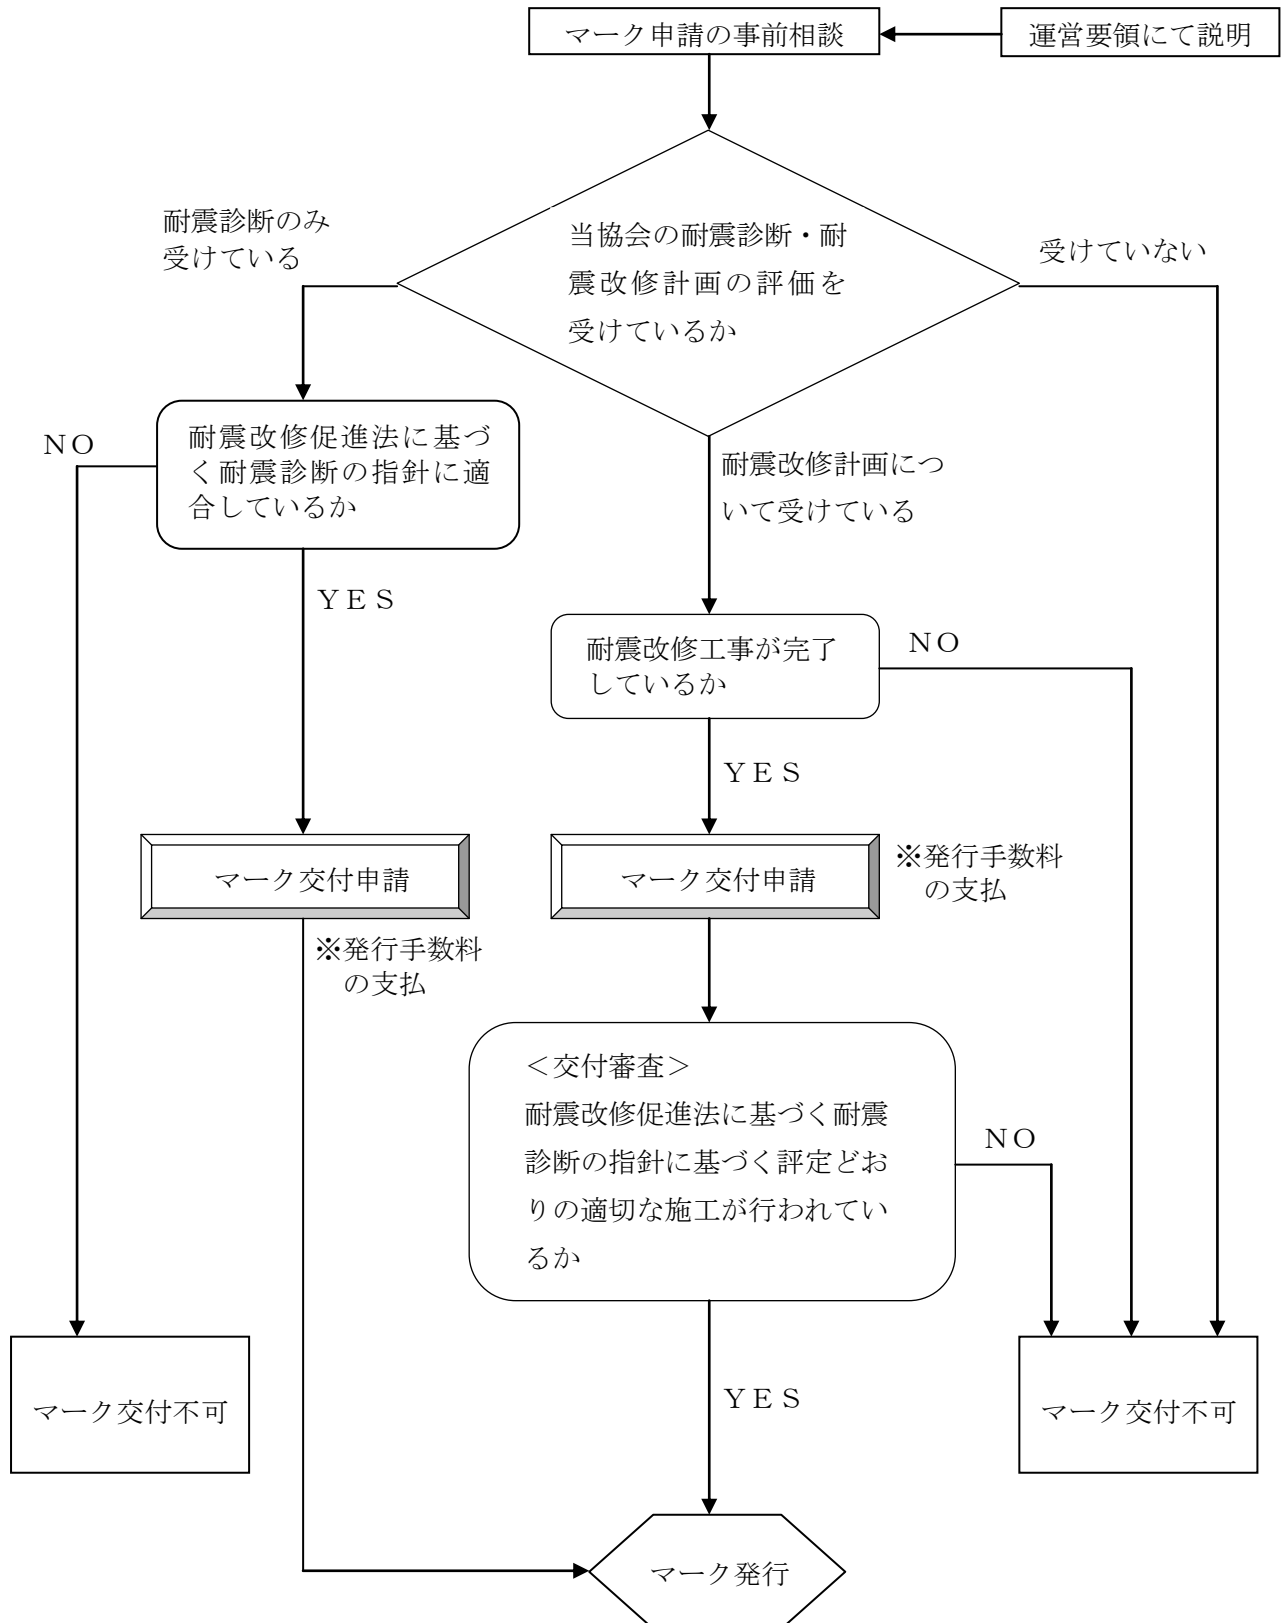 マーク申請の事前相談
運営要領にて説明
耐震診断のみ
受けている
当協会の耐震診断・耐
震改修計画の評価を
受けているか
受けていない
NO
耐震改修促進法に基づ
く耐震診断の指針に適
合しているか
耐震改修計画につ
いて受けている
YES
耐震改修工事が完了
しているか
NO
YES
マーク交付申請
※発行手数料
の支払
マーク交付申請
※発行手数料
の支払
＜交付審査＞
耐震改修促進法に基づく耐震
診断の指針に基づく評定どお
りの適切な施工が行われてい
るか
NO
YES
マーク交付不可
マーク交付不可
マーク発行